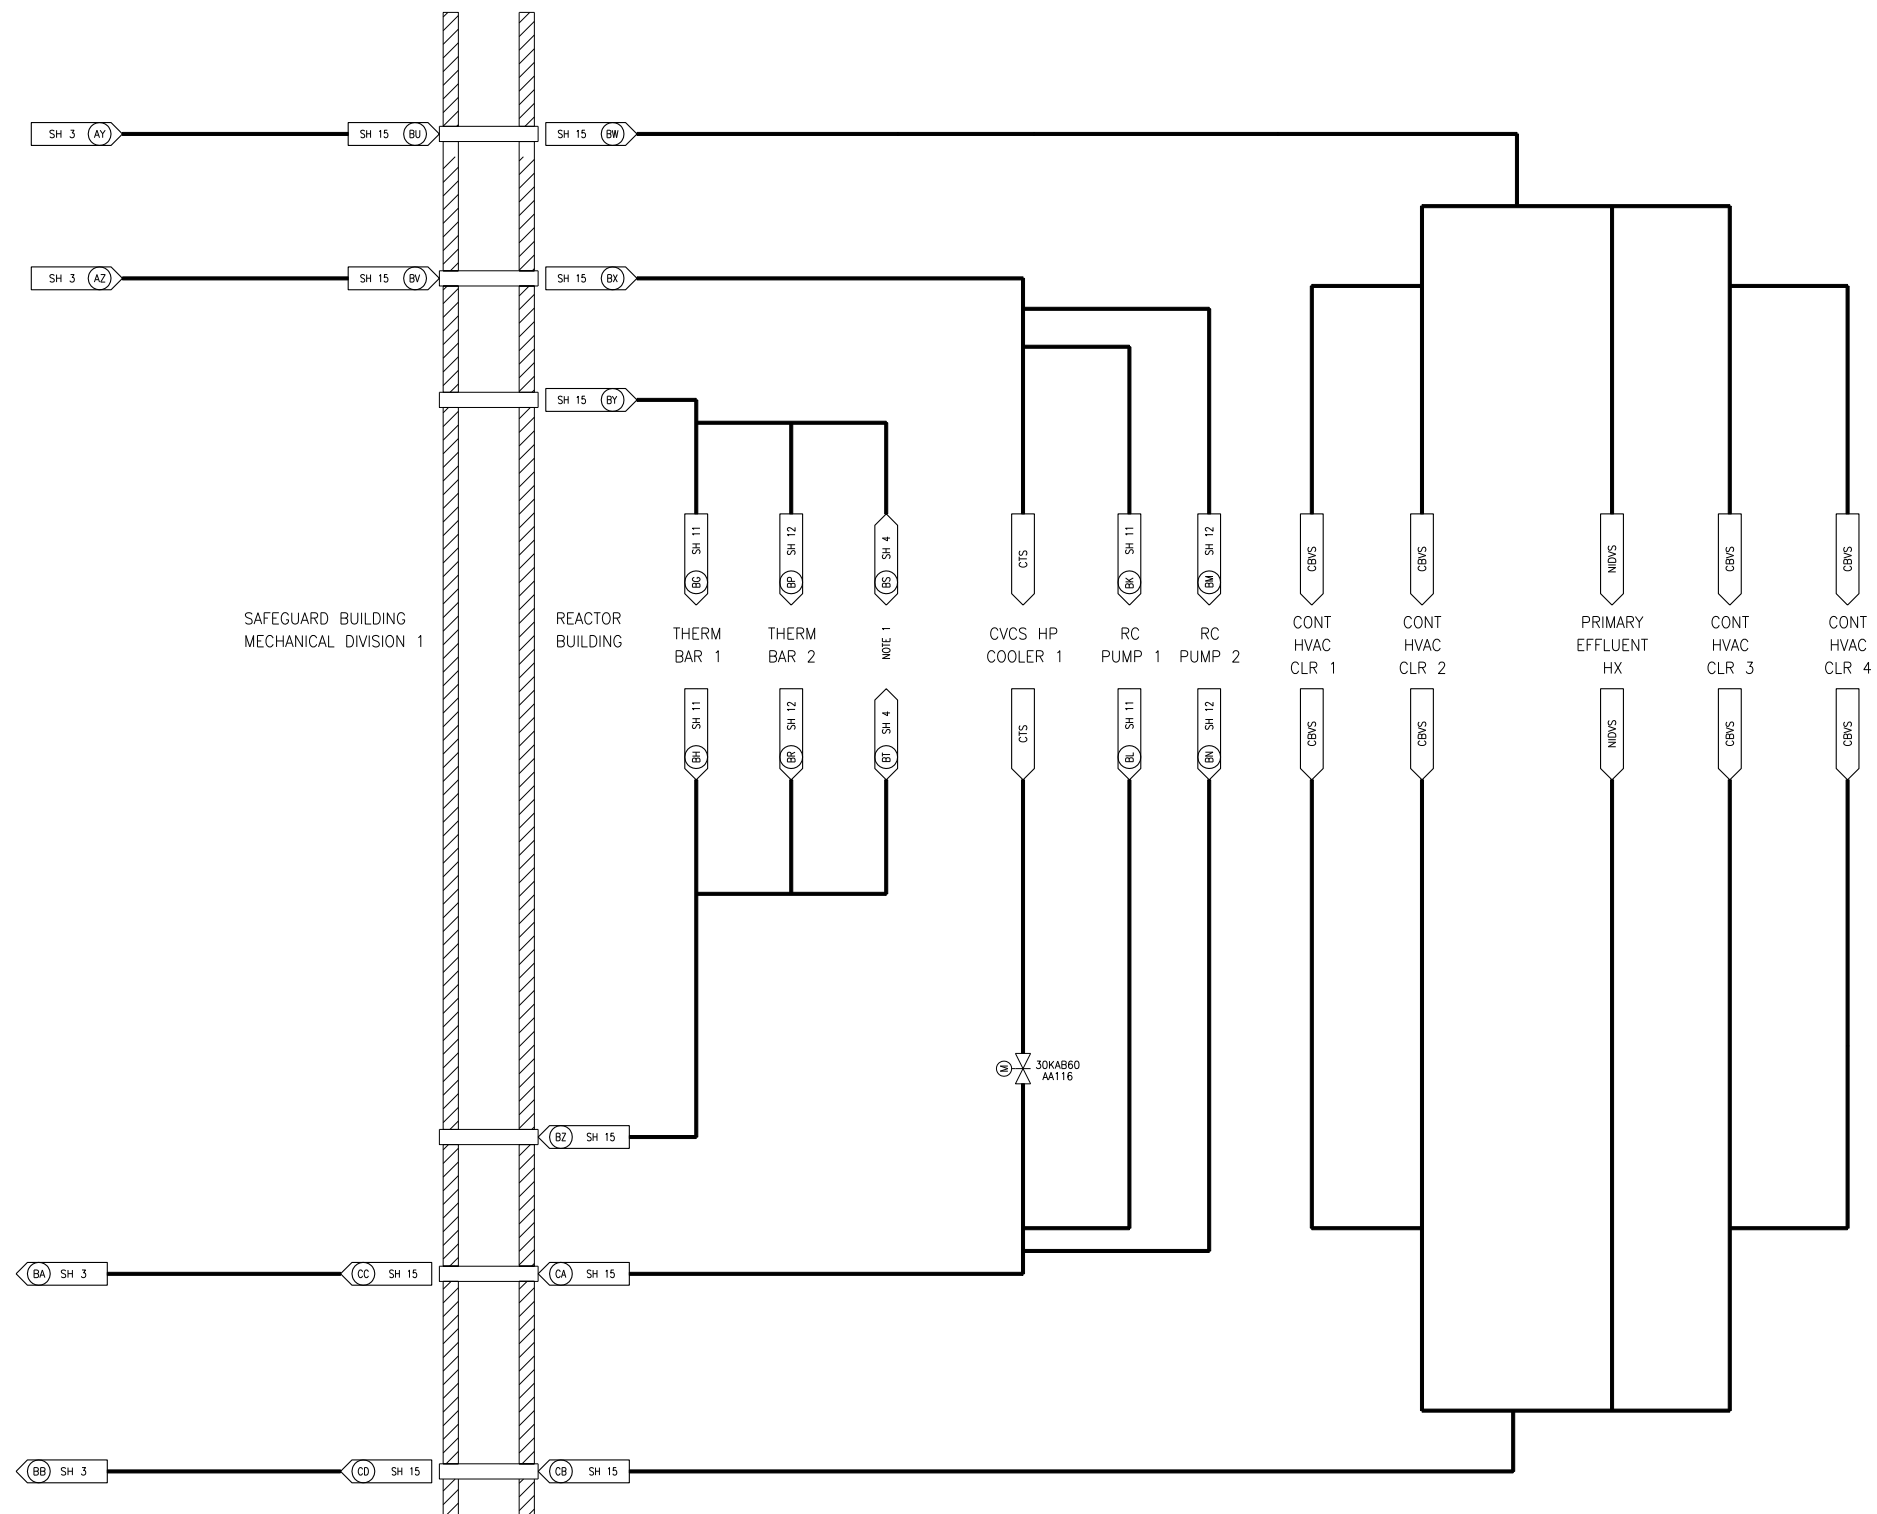 SH 3 AY
SH 15 BU
SH 15 BW
SH 3 AZ
SH 15 BV
SH 15 BX
SH 15 BY
SH 11 BG
SH 12 BP
SH 4 BS
CTS
SH 11 BK
SH 12 BM
CBVS
CBVS
NIDVS
CBVS
CBVS
SAFEGUARD BUILDING
MECHANICAL DIVISION 1
REACTOR
BUILDING
THERM
BAR 1
THERM
BAR 2
NOTE 1
CVCS HP
COOLER 1
RC
PUMP 1
RC
PUMP 2
CONT
HVAC
CLR 1
CONT
HVAC
CLR 2
PRIMARY
EFFLUENT
HX
CONT
HVAC
CLR 3
CONT
HVAC
CLR 4
SH 11 BH
SH 12 BR
SH 4 BT
CTS
SH 11 BL
SH 12 BN
CBVS
CBVS
NIDVS
CBVS
CBVS
M
30KAB60
AA116
BZ SH 15
BA SH 3
CC SH 15
CA SH 15
BB SH 3
CD SH 15
CB SH 15